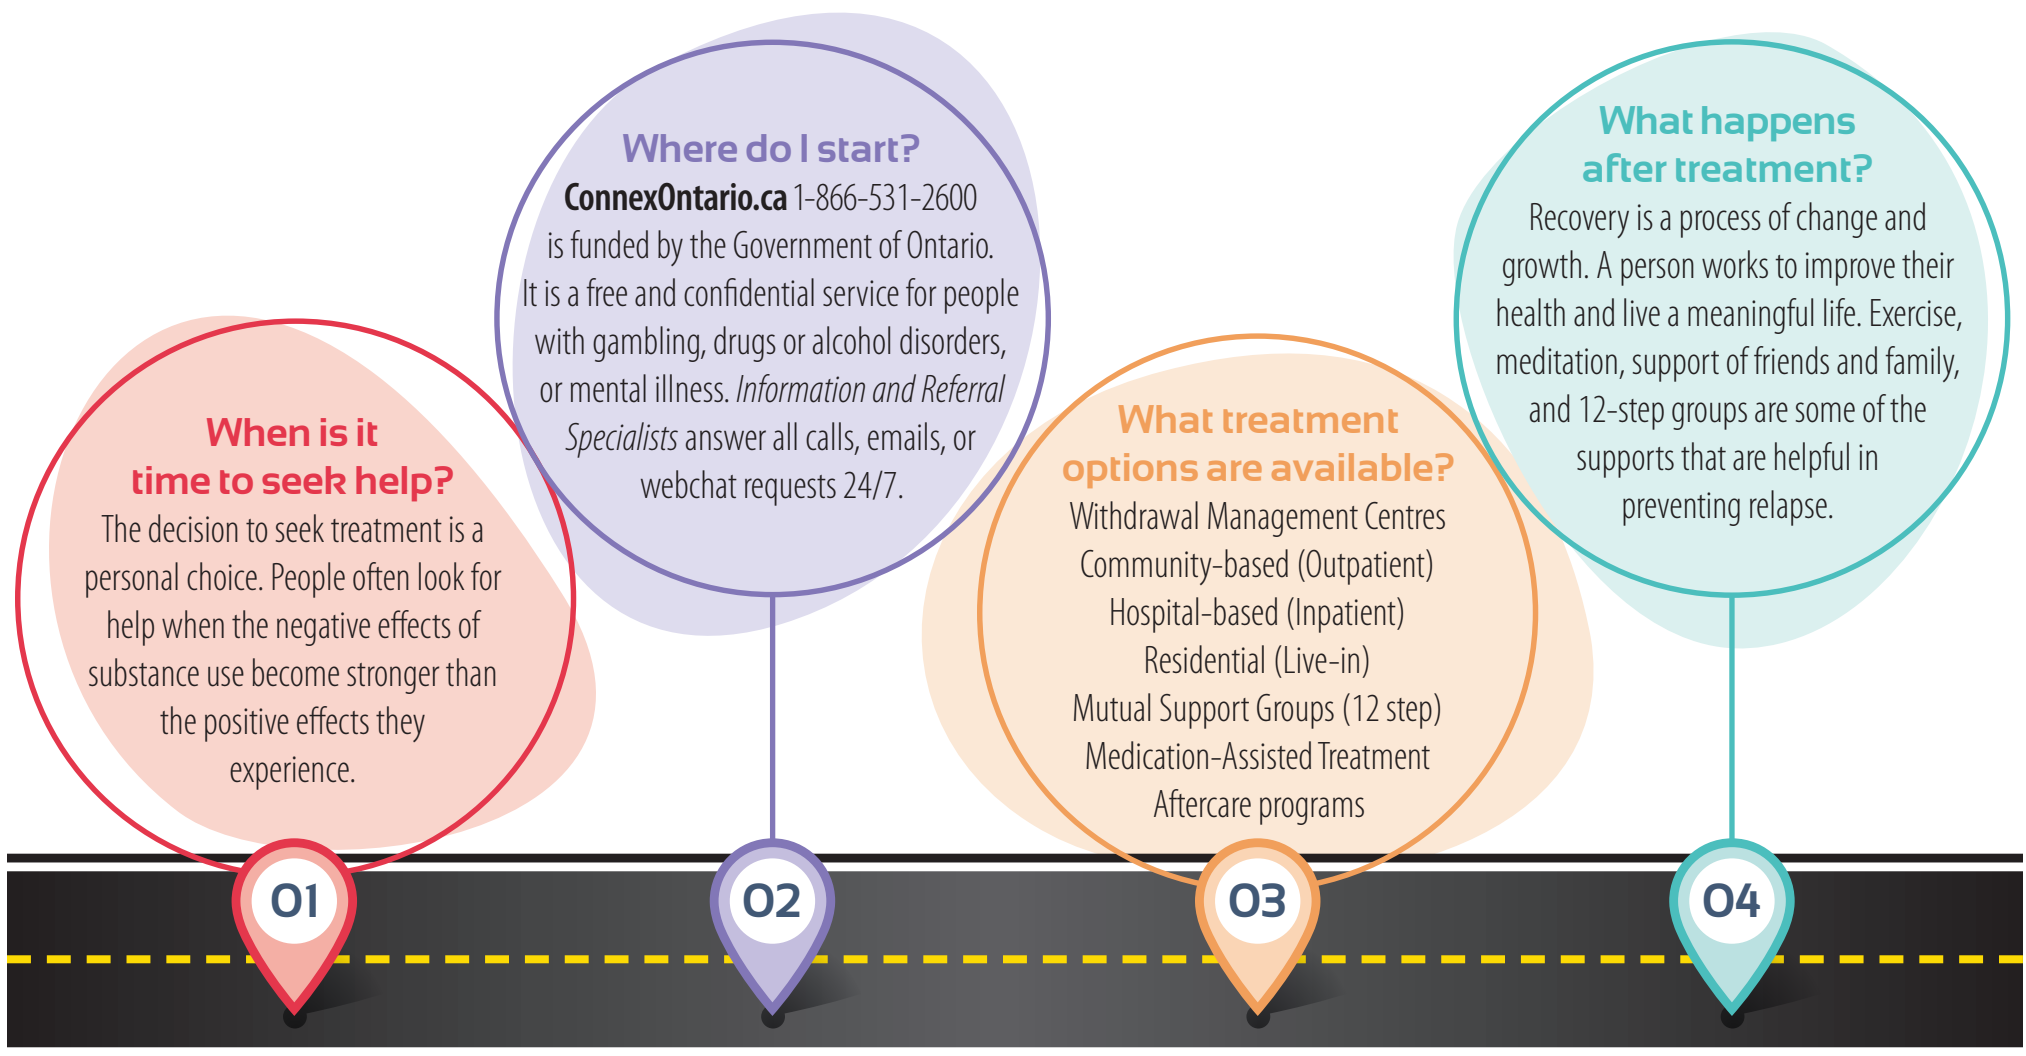 When is it
time to seek help?
The decision to seek treatment is a
personal choice. People often look for
help when the negative effects of
substance use become stronger than
the positive effects they
experience.
01
Where do I start?
ConnexOntario.ca 1-866-531-2600
is funded by the Government of Ontario.
It is a free and confidential service for people
with gambling, drugs or alcohol disorders,
or mental illness. Information and Referral
Specialists answer all calls, emails, or
webchat requests 24/7.
02
What treatment
options are available?
Withdrawal Management Centres
Community-based (Outpatient)
Hospital-based (Inpatient)
Residential (Live-in)
Mutual Support Groups (12 step)
Medication-Assisted Treatment
Aftercare programs
03
What happens
after treatment?
Recovery is a process of change and
growth. A person works to improve their
health and live a meaningful life. Exercise,
meditation, support of friends and family,
and 12-step groups are some of the
supports that are helpful in
preventing relapse.
04